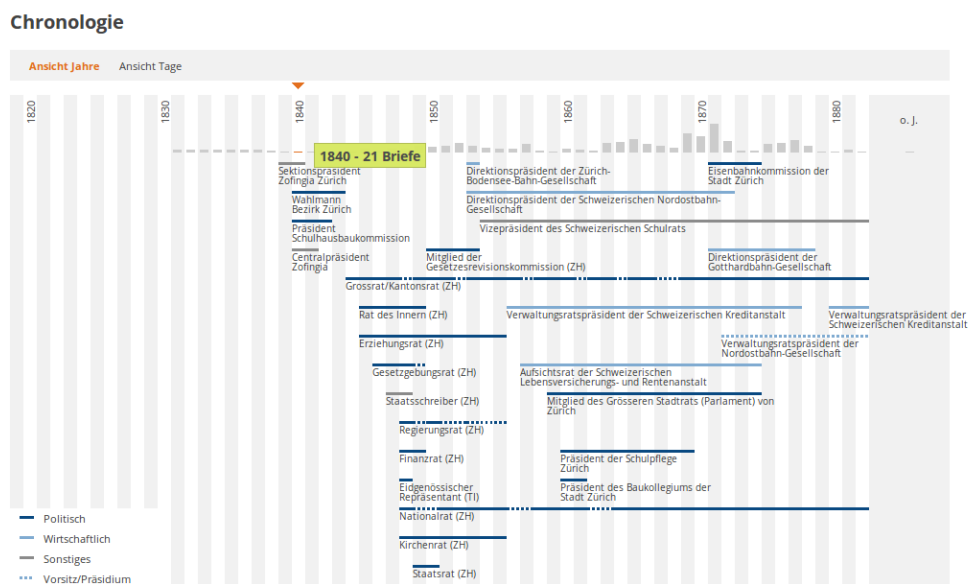 Chronologie
Ansicht Jahre Ansicht Tage
1820
1830
1840
1850
1860
1870
1880
o. J.
1840 - 21 Briefe
Sektionspräsident
Zofingia Zürich
Direktionspräsident der Zürich-
Bodensee-Bahn-Gesellschaft
Eisenbahnkommission der
Stadt Zürich
Wahlmann
Bezirk Zürich
Direktionspräsident der Schweizerischen Nordostbahn-
Gesellschaft
Präsident
Schulhausbaukommission
Vizepräsident des Schweizerischen Schulrats
Centralpräsident
Zofingia
Mitglied der
Gesetzesrevisionskommission (ZH)
Direktionspräsident der
Gotthardbahn-Gesellschaft
Grossrat/Kantonsrat (ZH)
Rat des Innern (ZH)
Verwaltungsratspräsident der Schweizerischen Kreditanstalt
Verwaltungsratspräsident der
Schweizerischen Kreditanstalt
Erziehungsrat (ZH)
Verwaltungsratspräsident der
Nordostbahn-Gesellschaft
Gesetzgebungsrat (ZH)
Aufsichtsrat der Schweizerischen
Lebensversicherungs- und Rentenanstalt
Staatsschreiber (ZH)
Mitglied des Grösseren Stadtrats (Parlament) von
Zürich
Regierungsrat (ZH)
Finanzrat (ZH)
Präsident der Schulpflege
Zürich
Eidgenössischer
Repräsentant (TI)
Präsident des Baukollegiums der
Stadt Zürich
Nationalrat (ZH)
Kirchenrat (ZH)
Staatsrat (ZH)
Politisch
Wirtschaftlich
Sonstiges
Vorsitz/Präsidium